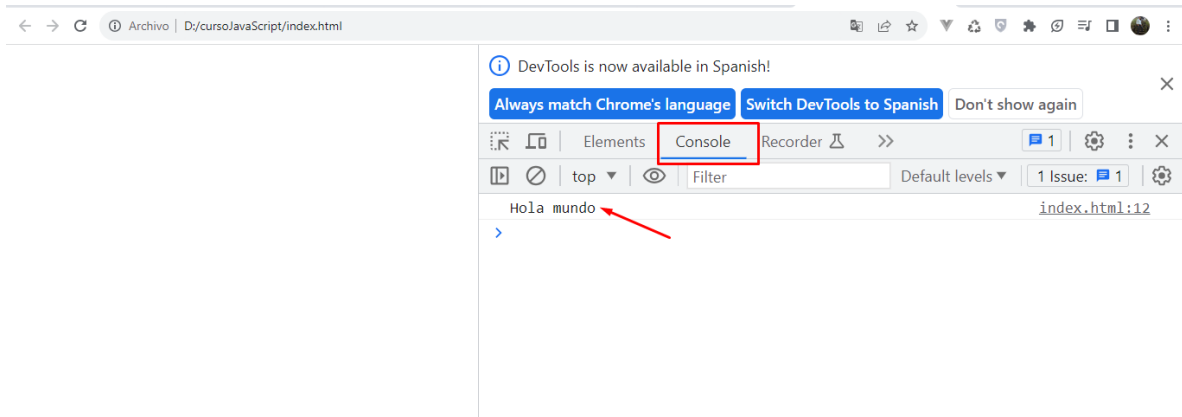 Archivo D:/cursoJavaScript/index.html
DevTools is now available in Spanish!
Always match Chrome's language Switch DevTools to Spanish Don't show again
Elements Console Recorder 1
top Filter Default levels 1 Issue: 1
Hola mundo index.html:12